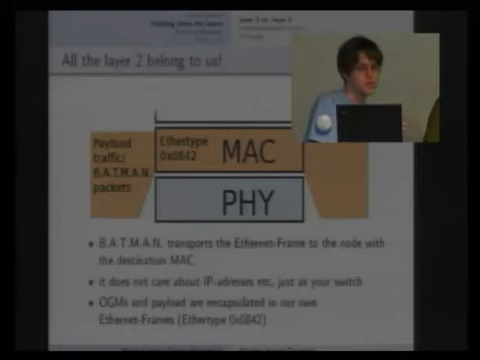 All the layer 2 belong to us!
Payload
traffic/
B.A.T.M.A.N.
packets
Ethertype
0x0842
MAC
PHY
B.A.T.M.A.N. transports the Ethernet-Frame to the node with
the destination MAC.
it does not care about IP-adresses etc, just as your switch
OGMs and payload are encapsulated in our own
Ethernet-Frames (Ethertype 0x0842)